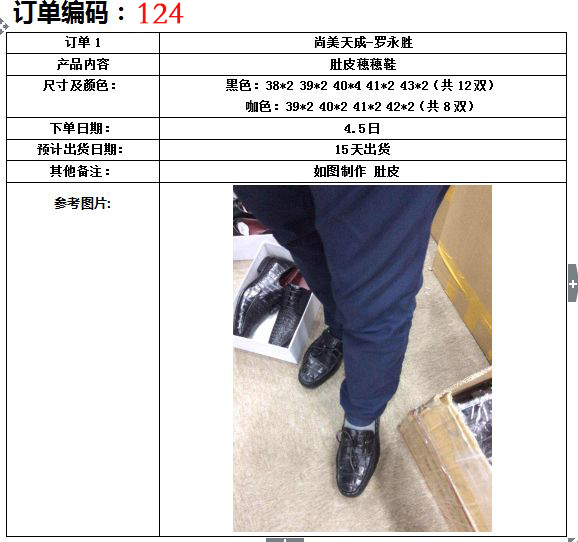 订单编码：124
订单1 尚美天成-罗永胜
产品内容 肚皮穗穗鞋
尺寸及颜色： 黑色：38*2 39*2 40*4 41*2 43*2（共12双）
咖色：39*2 40*2 41*2 42*2（共8双）
下单日期： 4.5日
预计出货日期： 15天出货
其他备注： 如图制作 肚皮
参考图片: